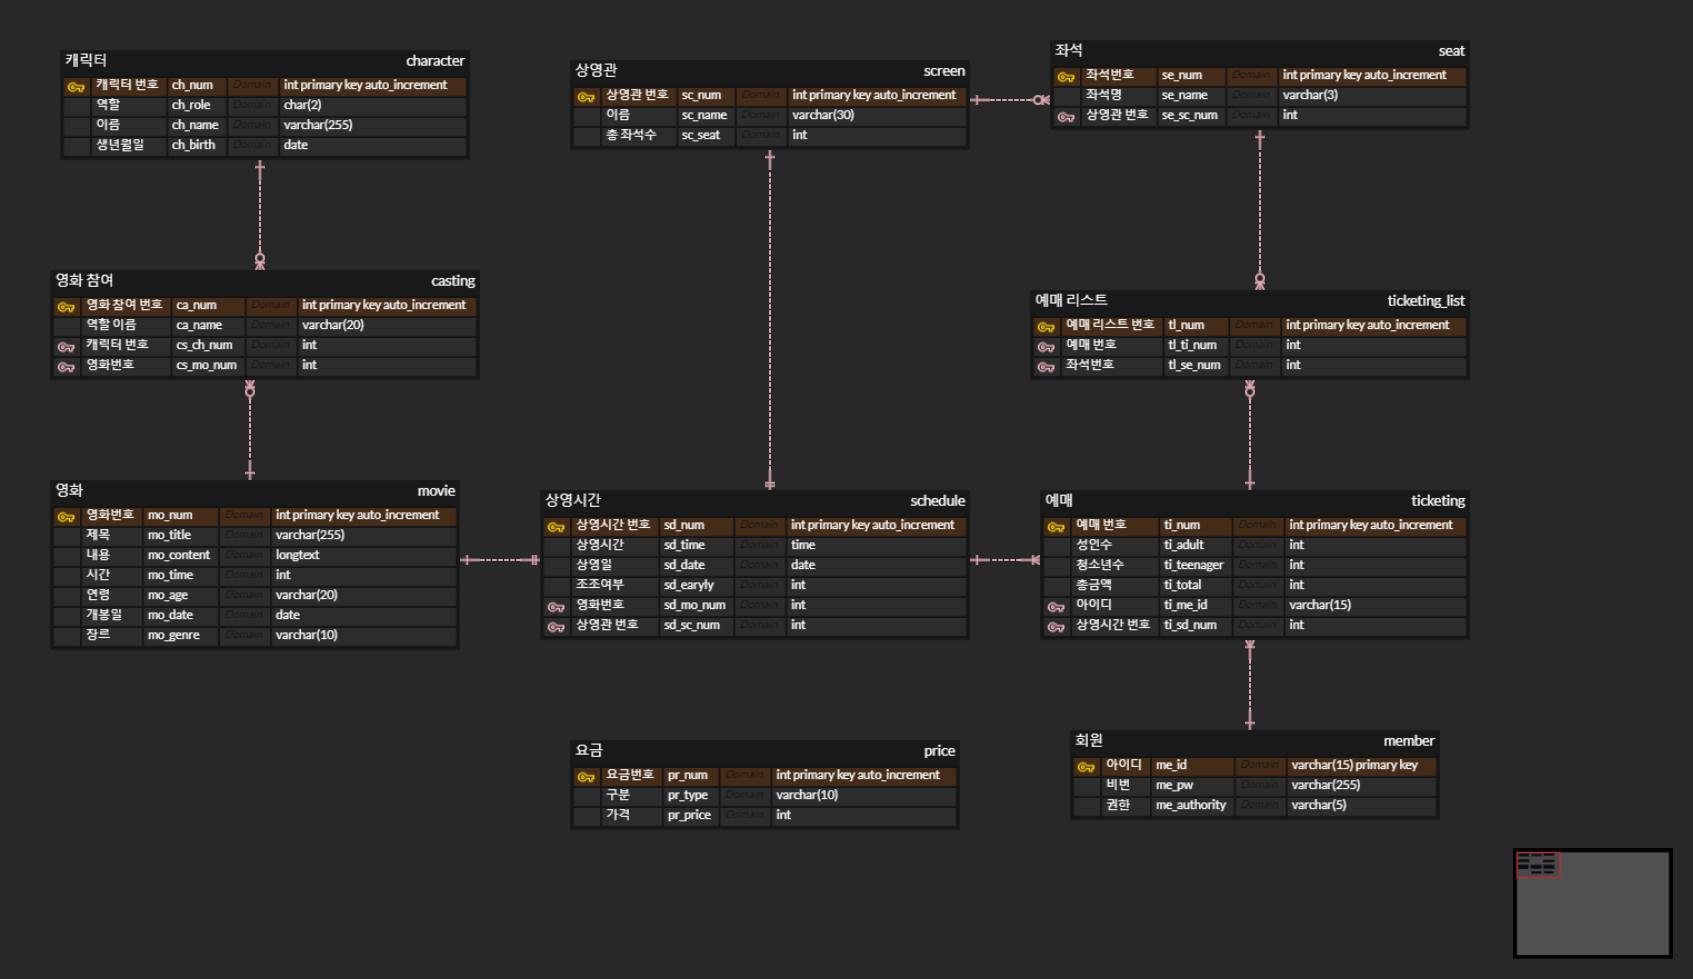 캐릭터 character
캐릭터 번호 ch_num Domain int primary key auto_increment
역할 ch_role Domain char(2)
이름 ch_name Domain varchar(255)
생년월일 ch_birth Domain date
상영관 screen
상영관 번호 sc_num Domain int primary key auto_increment
이름 sc_name Domain varchar(30)
총 좌석수 sc_seat Domain int
좌석 seat
좌석번호 se_num Domain int primary key auto_increment
좌석명 se_name Domain varchar(3)
상영관 번호 se_sc_num Domain int
영화 참여 casting
영화 참여 번호 ca_num Domain int primary key auto_increment
역할 이름 ca_name Domain varchar(20)
캐릭터 번호 cs_ch_num Domain int
영화번호 cs_mo_num Domain int
예매 리스트 ticketing_list
예매 리스트 번호 tl_num Domain int primary key auto_increment
예매 번호 tl_ti_num Domain int
좌석번호 tl_se_num Domain int
영화 movie
영화번호 mo_num Domain int primary key auto_increment
제목 mo_title Domain varchar(255)
내용 mo_content Domain longtext
시간 mo_time Domain int
연령 mo_age Domain varchar(20)
개봉일 mo_date Domain date
장르 mo_genre Domain varchar(10)
상영시간 schedule
상영시간 번호 sd_num Domain int primary key auto_increment
상영시간 sd_time Domain time
상영일 sd_date Domain date
조조여부 sd_earyly Domain int
영화번호 sd_mo_num Domain int
상영관 번호 sd_sc_num Domain int
예매 ticketing
예매 번호 ti_num Domain int primary key auto_increment
성인수 ti_adult Domain int
청소년수 ti_teenager Domain int
총금액 ti_total Domain int
아이디 ti_me_id Domain varchar(15)
상영시간 번호 ti_sd_num Domain int
요금 price
요금번호 pr_num Domain int primary key auto_increment
구분 pr_type Domain varchar(10)
가격 pr_price Domain int
회원 member
아이디 me_id Domain varchar(15) primary key
비번 me_pw Domain varchar(255)
권한 me_authority Domain varchar(5)